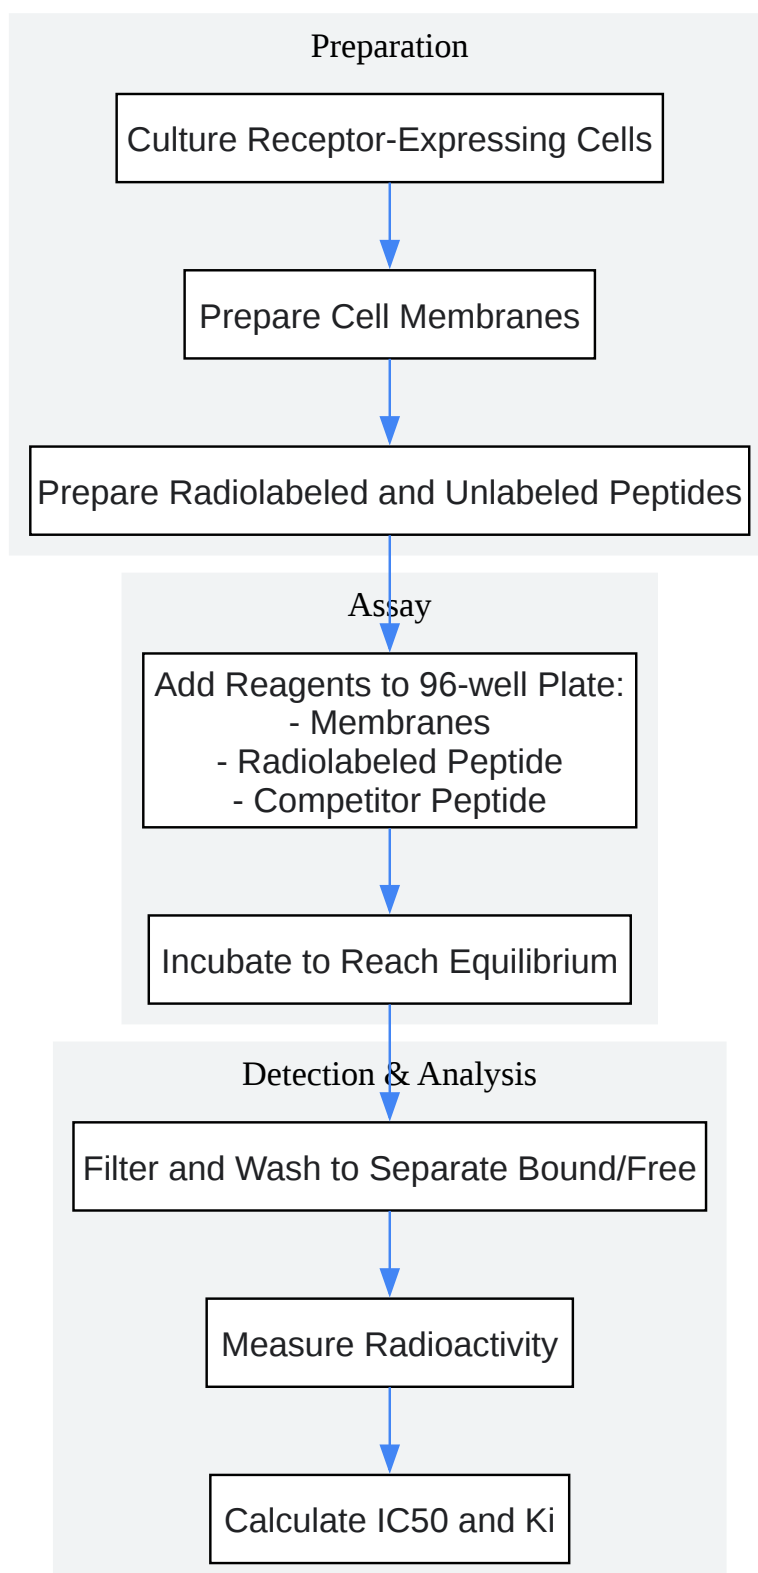 Preparation
Culture Receptor-Expressing Cells
Prepare Cell Membranes
Prepare Radiolabeled and Unlabeled Peptides
Assay
Add Reagents to 96-well Plate:
- Membranes
- Radiolabeled Peptide
- Competitor Peptide
Incubate to Reach Equilibrium
Detection & Analysis
Filter and Wash to Separate Bound/Free
Measure Radioactivity
Calculate IC50 and Ki